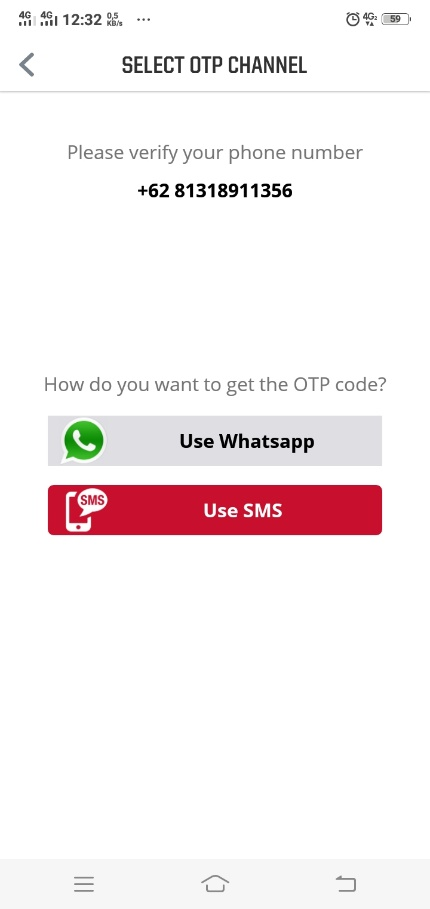 4G 4G 12:32 0,5 KB/s ...
4G2 59
SELECT OTP CHANNEL
Please verify your phone number
+62 81318911356
How do you want to get the OTP code?
Use Whatsapp
SMS
Use SMS